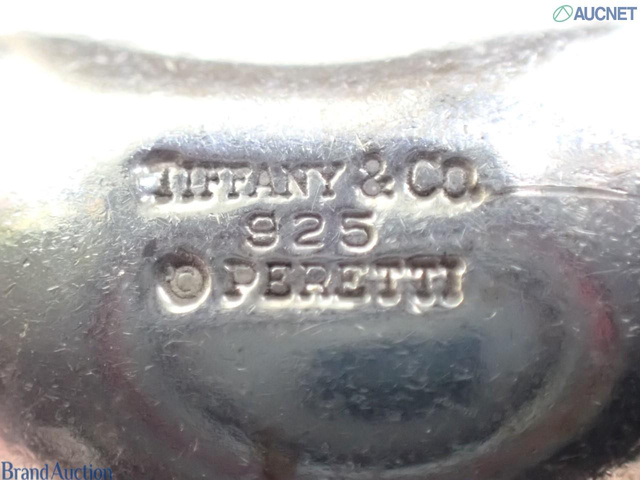 AUCNET
TIFFANY & CO.
925
© PERETTI
Brand Auction